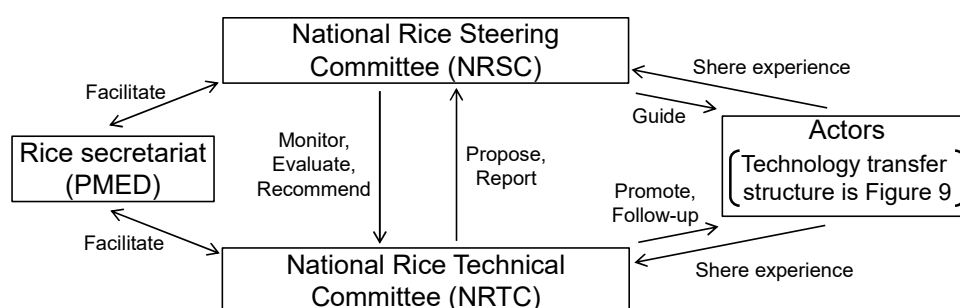 National Rice Steering
Committee (NRSC)
Shere experience
Facilitate
Guide
Rice secretariat
(PMED)
Monitor,
Evaluate,
Recommend
Propose,
Report
Actors
Technology transfer
structure is Figure 9
Promote,
Follow-up
Facilitate
Shere experience
National Rice Technical
Committee (NRTC)